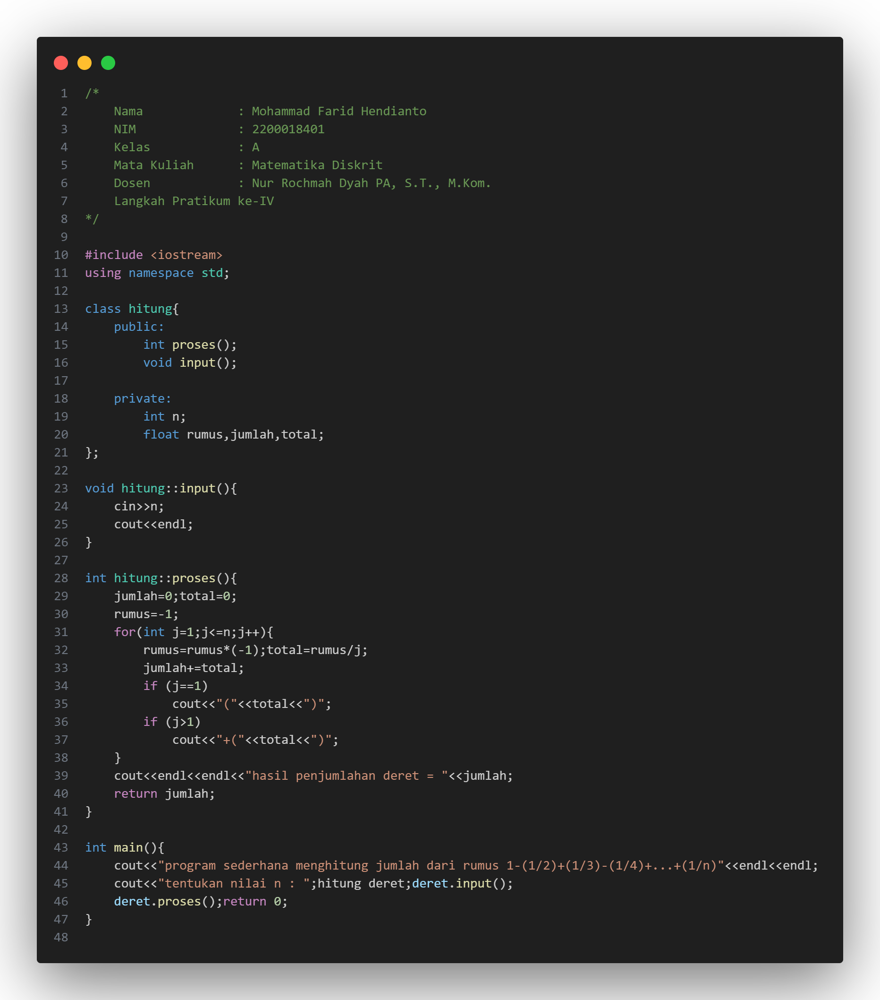 1 /*
2     Nama             : Mohammad Farid Hendianto
3     NIM              : 2200018401
4     Kelas            : A
5     Mata Kuliah      : Matematika Diskrit
6     Dosen            : Nur Rochmah Dyah PA, S.T., M.Kom.
7     Langkah Pratikum ke-IV
8 */
9
10 #include <iostream>
11 using namespace std;
12
13 class hitung{
14     public:
15         int proses();
16         void input();
17
18     private:
19         int n;
20         float rumus,jumlah,total;
21 };
22
23 void hitung::input(){
24     cin>>n;
25     cout<<endl;
26 }
27
28 int hitung::proses(){
29     jumlah=0;total=0;
30     rumus=-1;
31     for(int j=1;j<=n;j++){
32         rumus=rumus*(-1);total=rumus/j;
33         jumlah+=total;
34         if (j==1)
35             cout<<"("<<total<<")";
36         if (j>1)
37             cout<<"+("<<total<<")";
38     }
39     cout<<endl<<endl<<"hasil penjumlahan deret = "<<jumlah;
40     return jumlah;
41 }
42
43 int main(){
44     cout<<"program sederhana menghitung jumlah dari rumus 1-(1/2)+(1/3)-(1/4)+...+(1/n)"<<endl<<endl;
45     cout<<"tentukan nilai n : ";hitung deret;deret.input();
46     deret.proses();return 0;
47 }
48